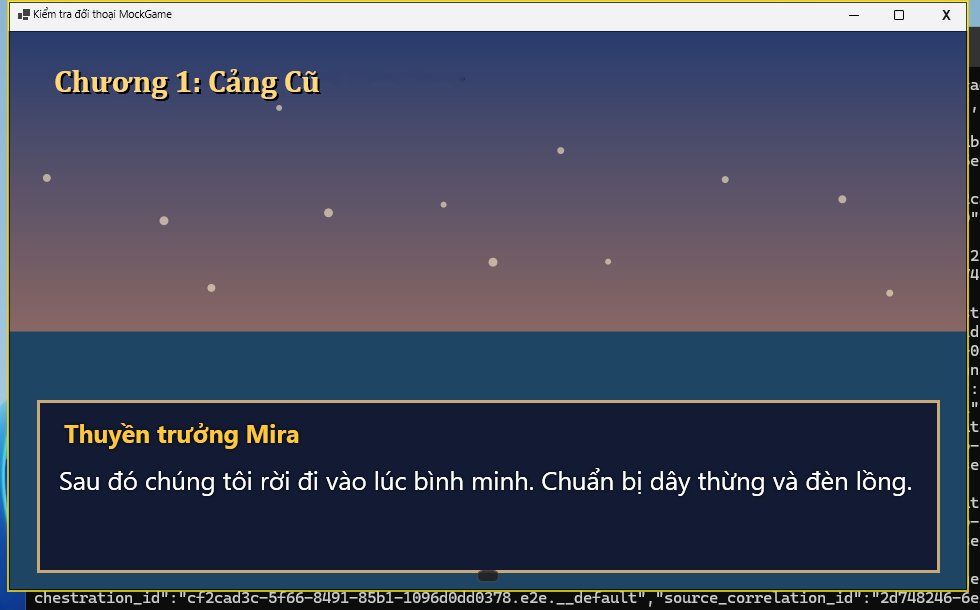 Kiểm tra đối thoại MockGame
Chương 1: Cảng Cũ
Thuyền trưởng Mira
Sau đó chúng tôi rời đi vào lúc bình minh. Chuẩn bị dây thừng và đèn lồng.
chestration_id":"cf2cad3c-5f66-8491-85b1-1096d0dd0378.e2e.__default","source_correlation_id":"2d748246-6e